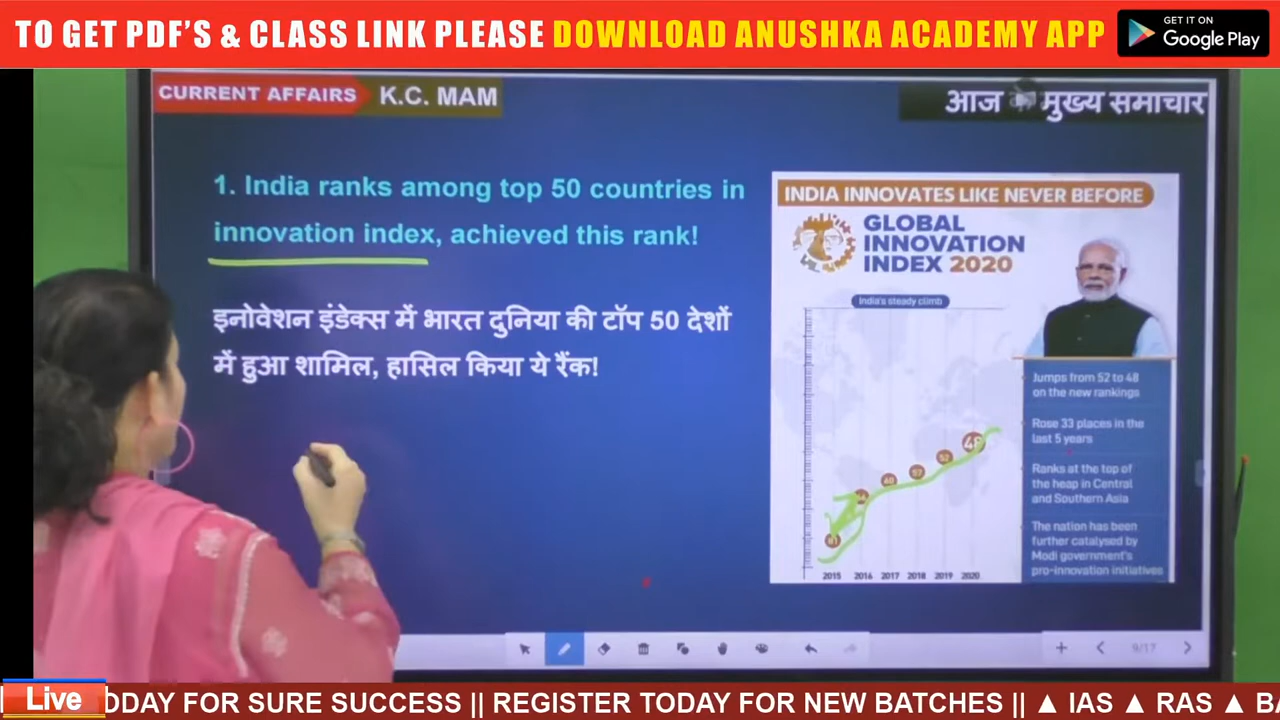 TO GET PDF'S & CLASS LINK PLEASE DOWNLOAD ANUSHKA ACADEMY APP
GET IT ON
Google Play
CURRENT AFFAIRS K.C. MAM
आज का मुख्य समाचार
1. India ranks among top 50 countries in
innovation index, achieved this rank!
इनोवेशन इंडेक्स में भारत दुनिया की टॉप 50 देशों
में हुआ शामिल, हासिल किया ये रैंक!
INDIA INNOVATES LIKE NEVER BEFORE
GLOBAL
INNOVATION
INDEX 2020
India's steady climb
81
60
57
52
48
2015 2016 2017 2018 2019 2020
Jumps from 52 to 48
on the new rankings
Rose 33 places in the
last 5 years
Ranks at the top of
the heap in Central
and Southern Asia
The nation has been
further catalysed by
Modi government's
pro-innovation initiatives
9/17
Live
ODAY FOR SURE SUCCESS || REGISTER TODAY FOR NEW BATCHES || ▲ IAS ▲ RAS ▲ BA